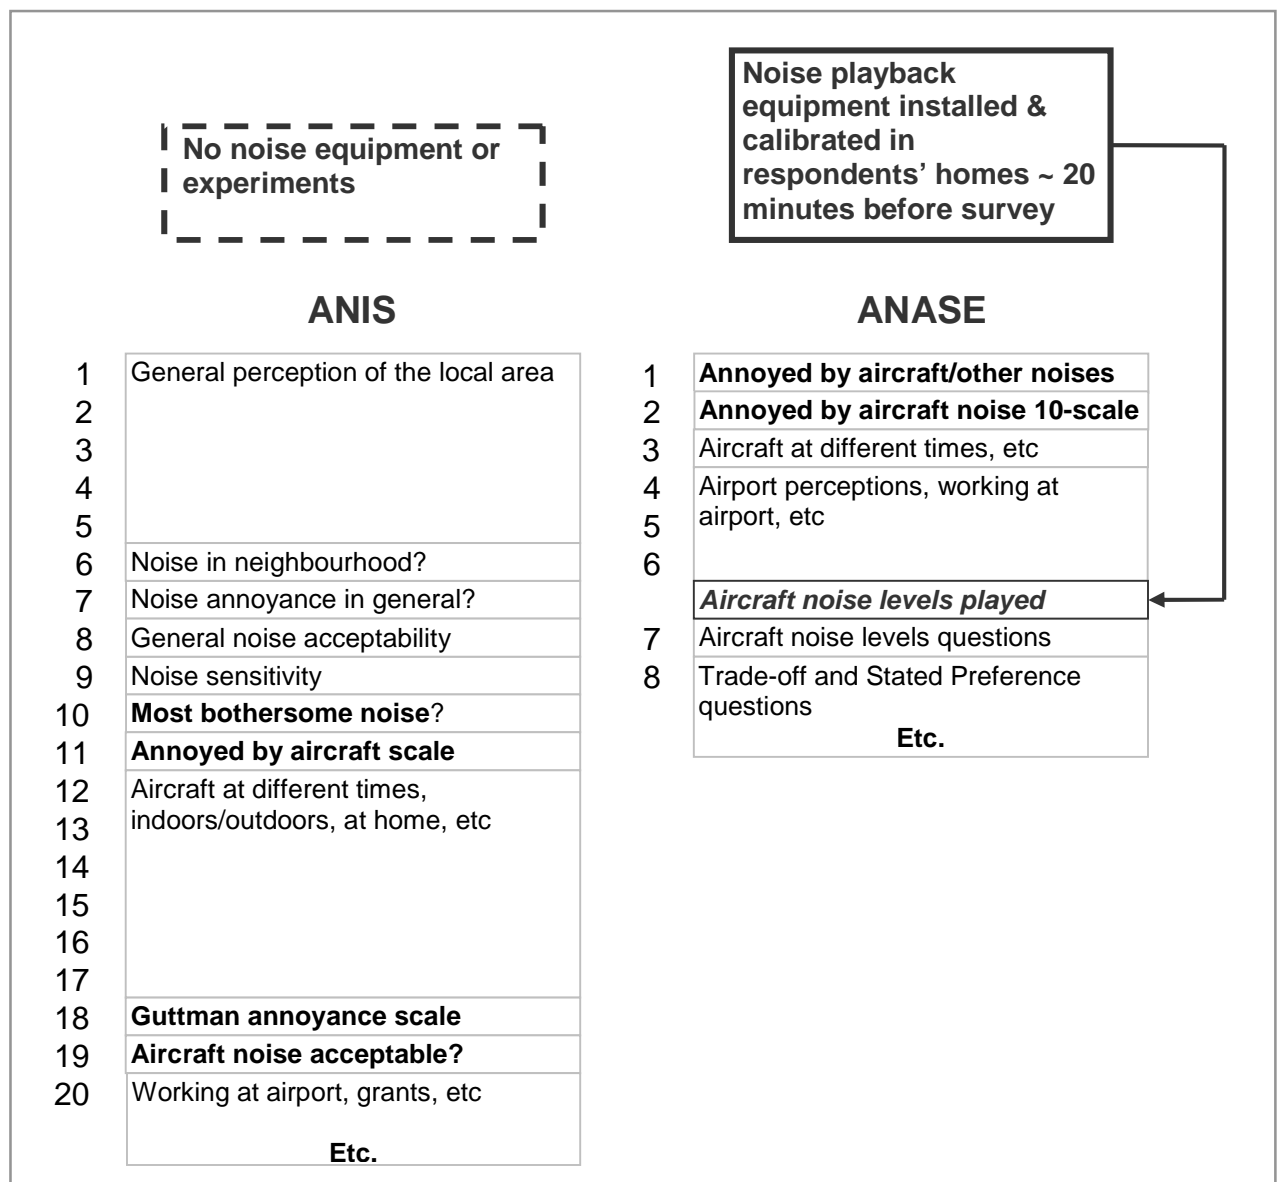 No noise equipment or
experiments
Noise playback
equipment installed &
calibrated in
respondents’ homes ~ 20
minutes before survey
ANIS
1 General perception of the local area
2
3
4
5
6 Noise in neighbourhood?
7 Noise annoyance in general?
8 General noise acceptability
9 Noise sensitivity
10 Most bothersome noise?
11 Annoyed by aircraft scale
12 Aircraft at different times,
13 indoors/outdoors, at home, etc
14
15
16
17
18 Guttman annoyance scale
19 Aircraft noise acceptable?
20 Working at airport, grants, etc
Etc.
ANASE
1 Annoyed by aircraft/other noises
2 Annoyed by aircraft noise 10-scale
3 Aircraft at different times, etc
4 Airport perceptions, working at
5 airport, etc
6
Aircraft noise levels played
7 Aircraft noise levels questions
8 Trade-off and Stated Preference
questions
Etc.